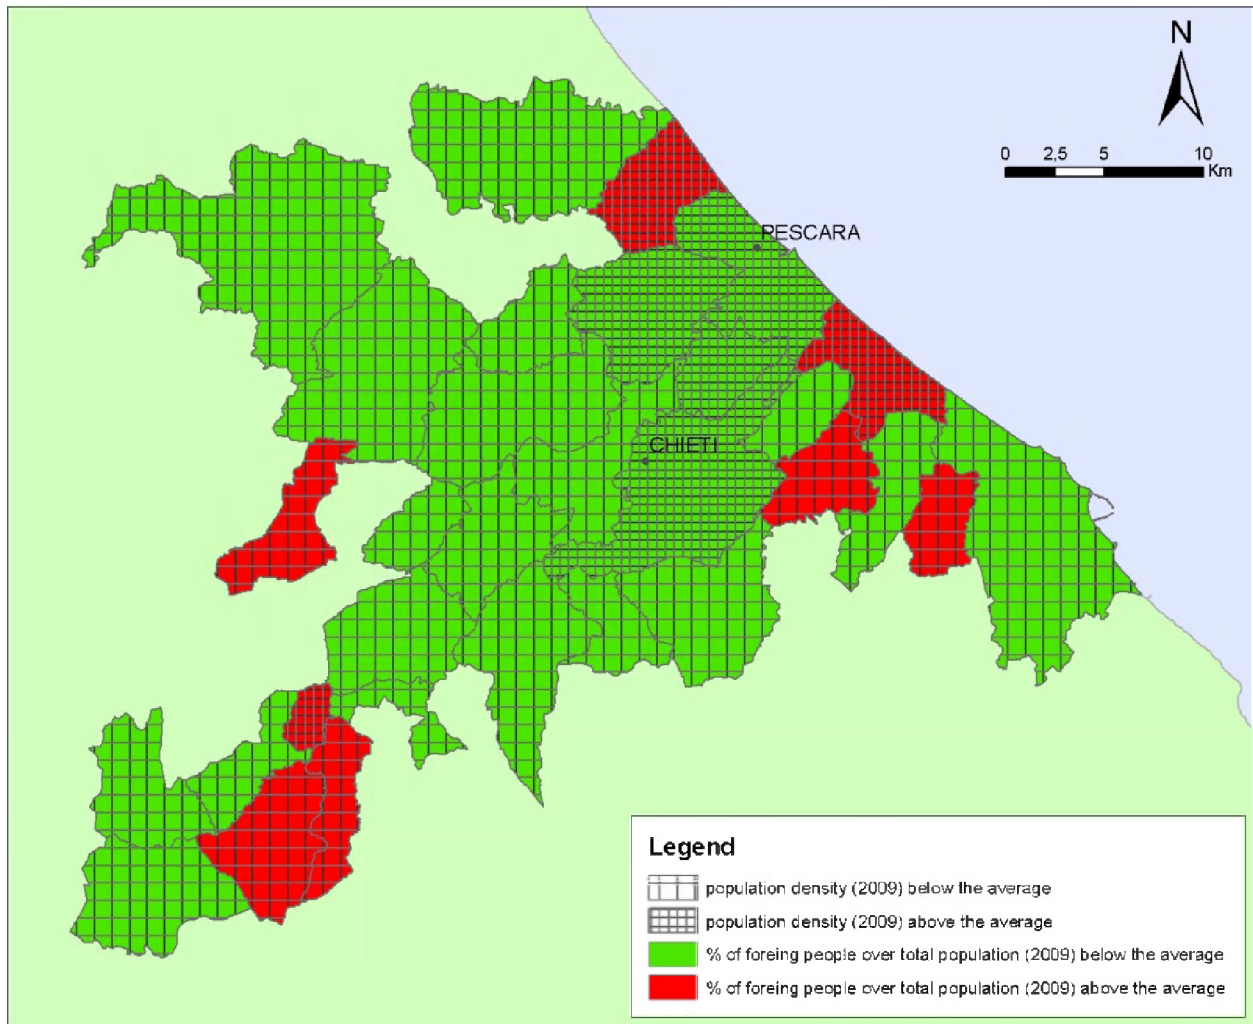 N
0 2,5 5 10
Km
PESCARA
CHIETI
Legend
population density (2009) below the average
population density (2009) above the average
% of foreing people over total population (2009) below the average
% of foreing people over total population (2009) above the average